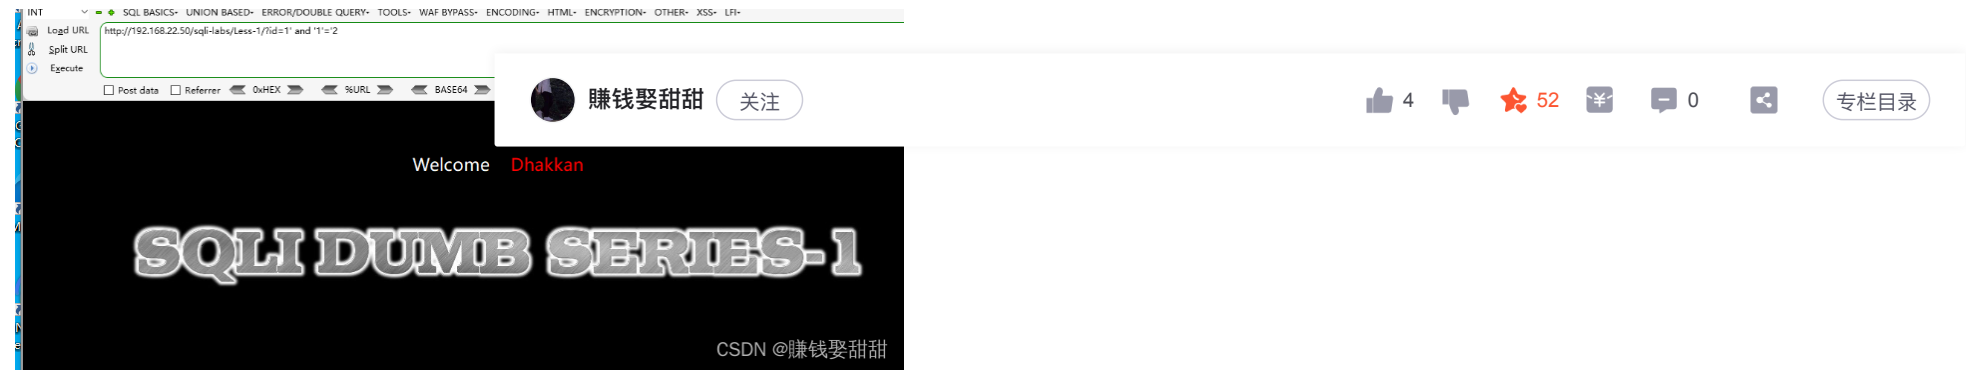 INT SQL BASICS- UNION BASED- ERROR/DOUBLE QUERY- TOOLS- WAF BYPASS- ENCODING- HTML- ENCRYPTION- OTHER- XSS- LFI-
Load URL http://192.168.22.50/sqli-labs/Less-1/?id=1' and '1'='2
Split URL
Execute
Post data Referrer 0xHEX %URL BASE64
賺钱娶甜甜 关注 4 52 0 专栏目录
Welcome Dhakkan
SQLI DUMB SERIES-1
CSDN @賺钱娶甜甜